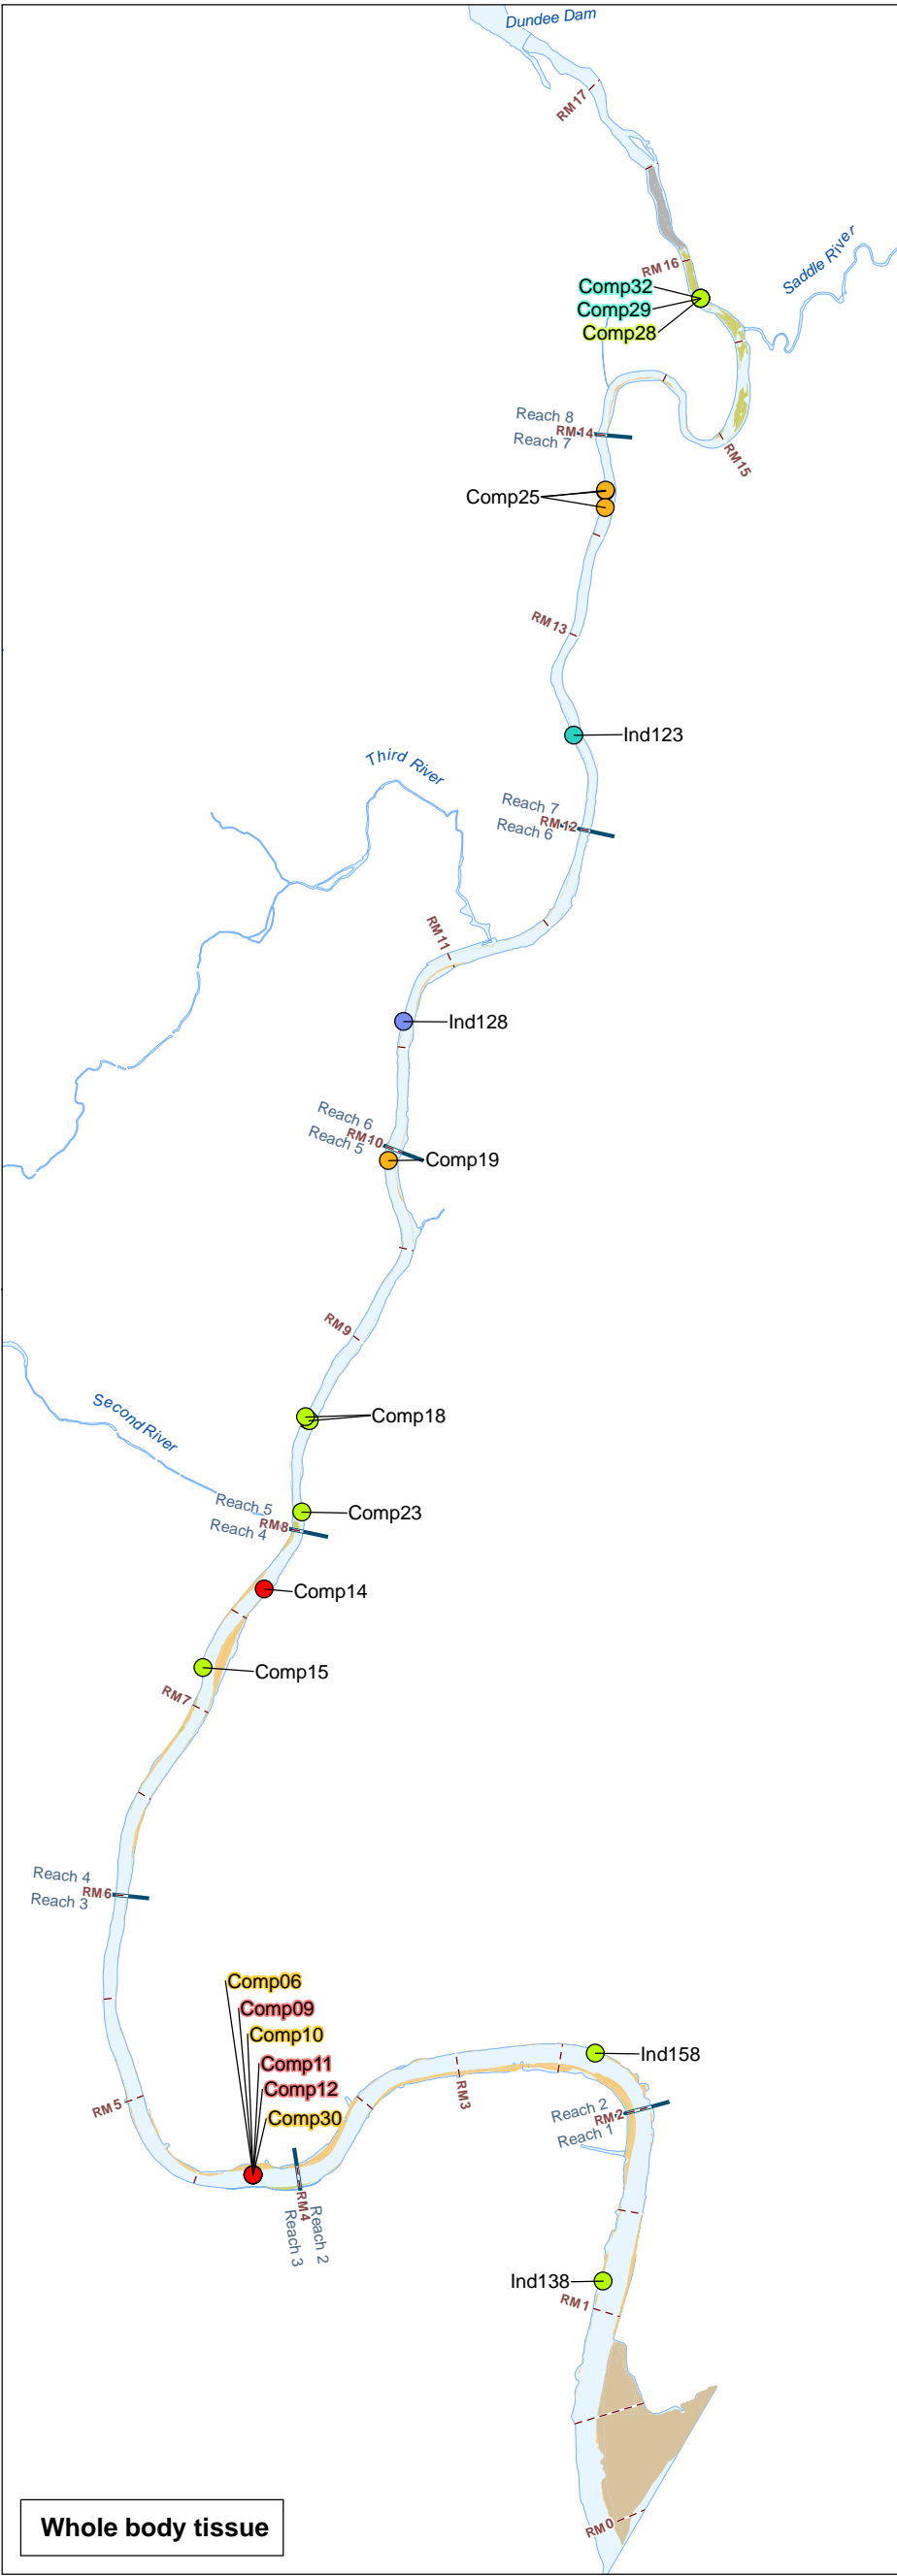 Dundee Dam
RM17
Saddle River
RM16
Comp32
Comp29
Comp28
Reach 8
RM14
Reach 7
RM15
Comp25
RM13
Ind123
Third River
Reach 7
RM12
Reach 6
RM11
Ind128
Reach 6
RM10
Reach 5
Comp19
RM9
Comp18
Second River
Reach 5
Comp23
RM8
Reach 4
Comp14
Comp15
RM7
Reach 4
RM6
Reach 3
Comp06
Comp09
Comp10
Comp11
Comp12
Comp30
Ind158
RM3
RM5
Reach 2
RM2
Reach 1
RM4
Reach 2
Reach 3
Ind138
RM1
RM0
Whole body tissue